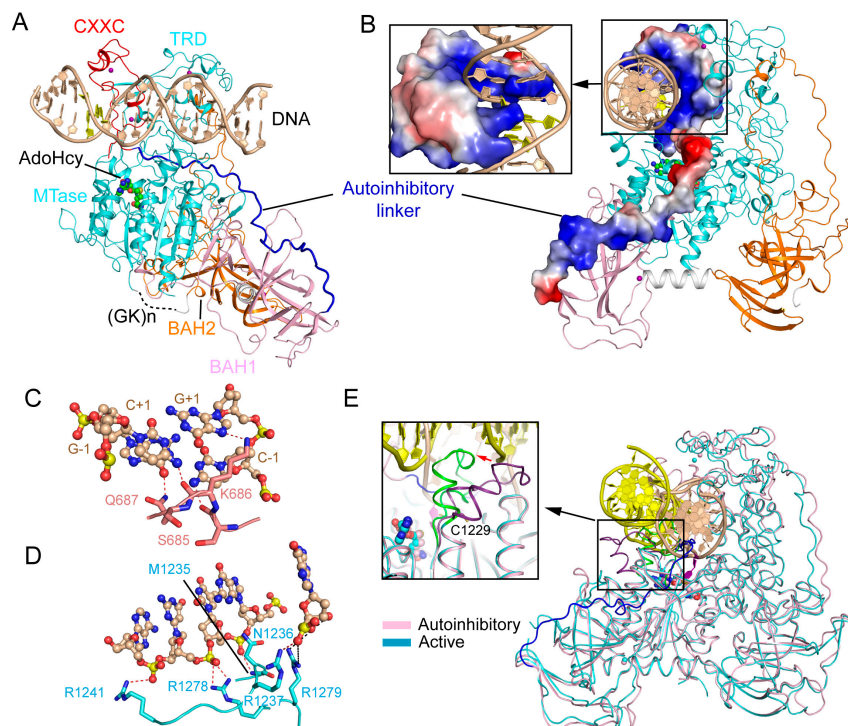 A
CXXC
TRD
DNA
AdoHcy
MTase
Autoinhibitory
linker
(GK)n
BAH2
BAH1
B
C
C+1
G+1
G-1
C-1
Q687
K686
S685
D
M1235
N1236
R1241
R1278
R1237
R1279
E
C1229
Autoinhibitory
Active